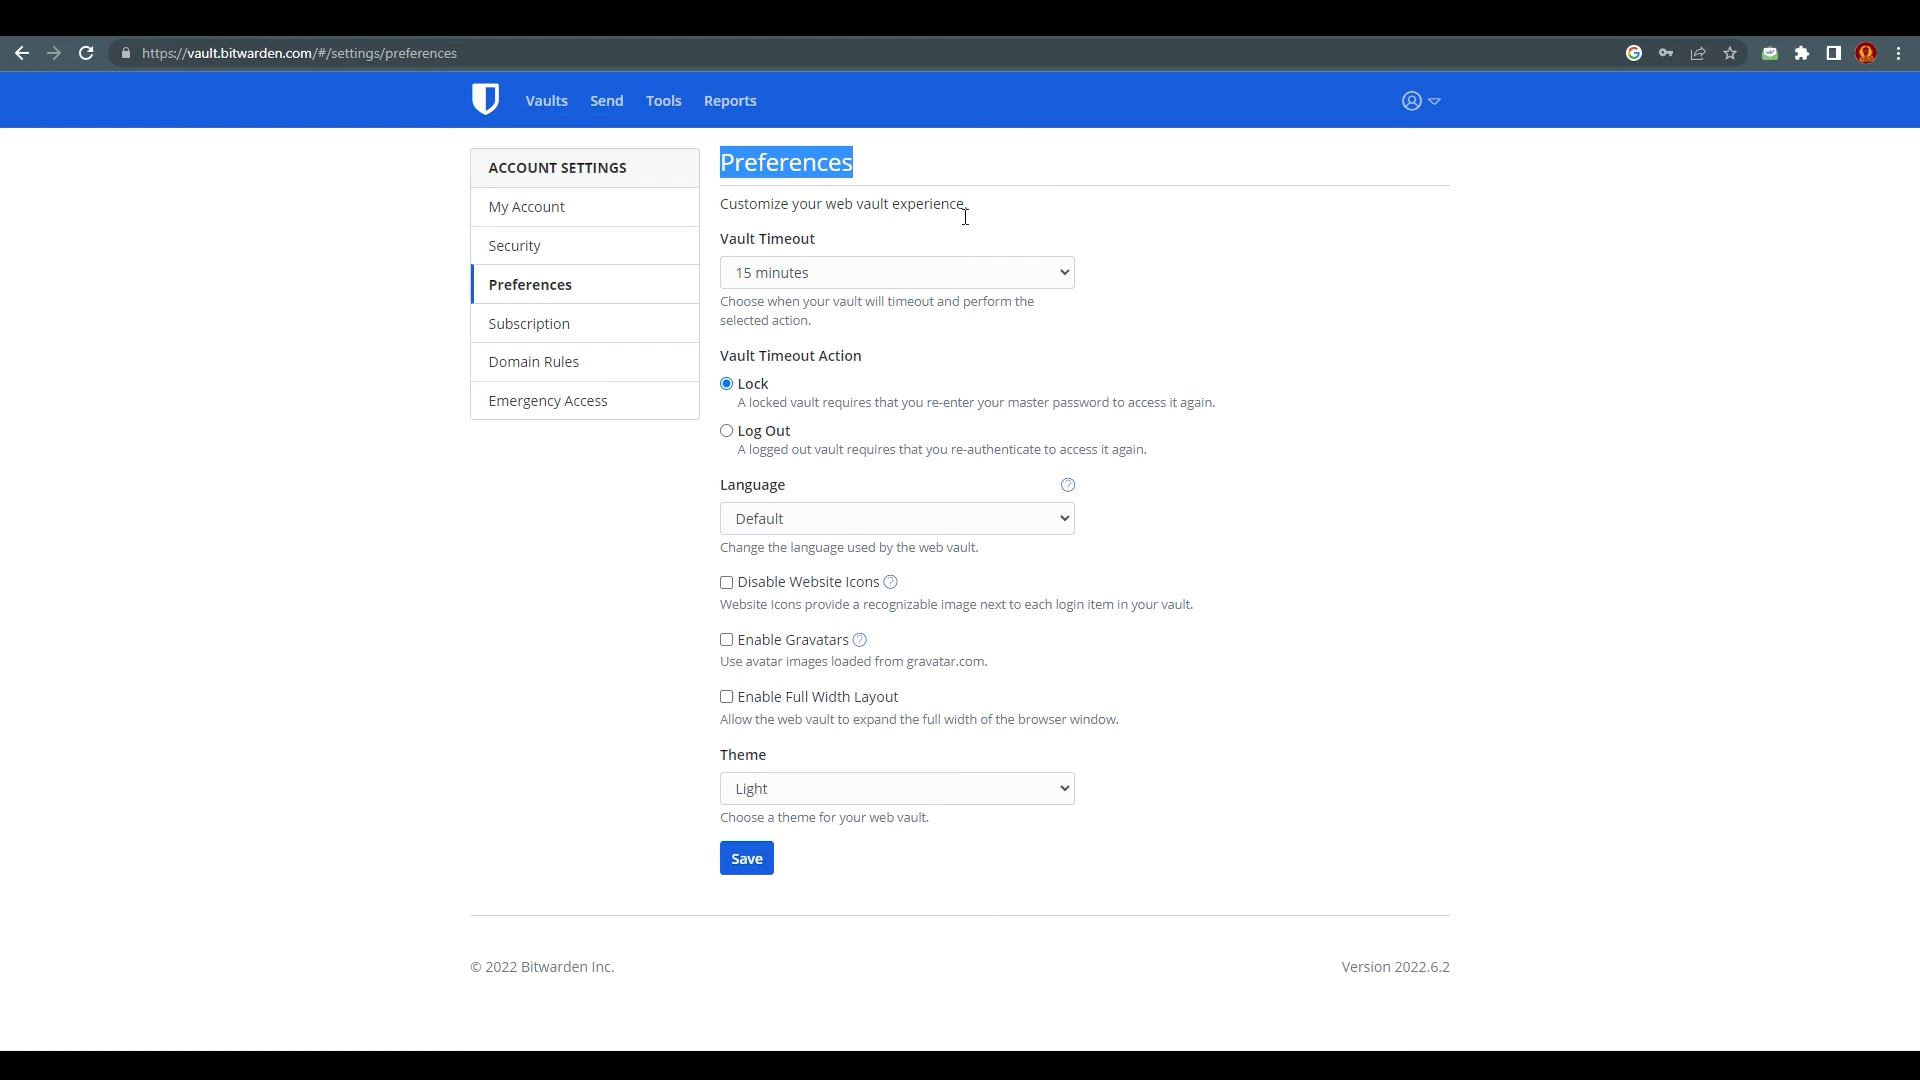 https://vault.bitwarden.com/#/settings/preferences
Vaults Send Tools Reports
ACCOUNT SETTINGS
My Account
Security
Preferences
Subscription
Domain Rules
Emergency Access
Preferences
Customize your web vault experience.
Vault Timeout
15 minutes
Choose when your vault will timeout and perform the
selected action.
Vault Timeout Action
Lock
A locked vault requires that you re-enter your master password to access it again.
Log Out
A logged out vault requires that you re-authenticate to access it again.
Language
Default
Change the language used by the web vault.
Disable Website Icons
Website Icons provide a recognizable image next to each login item in your vault.
Enable Gravatars
Use avatar images loaded from gravatar.com.
Enable Full Width Layout
Allow the web vault to expand the full width of the browser window.
Theme
Light
Choose a theme for your web vault.
Save
© 2022 Bitwarden Inc.
Version 2022.6.2